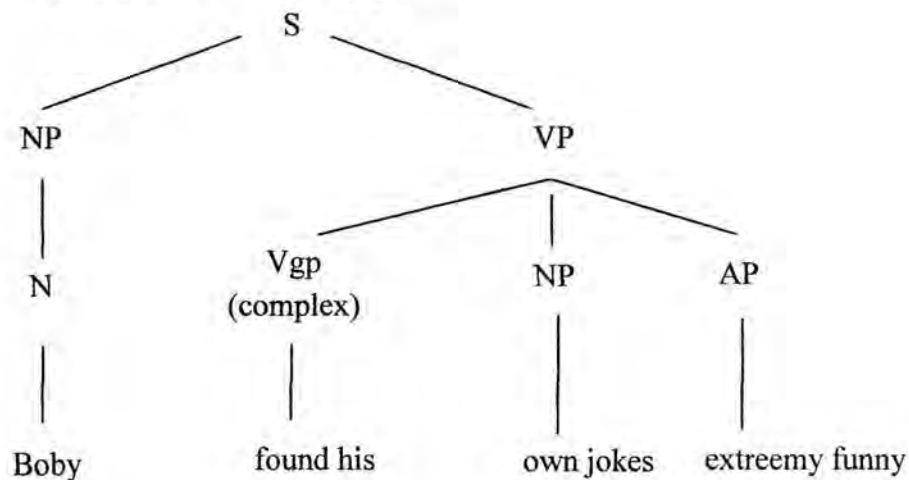 S
NP VP
N Vgp NP AP
(complex)
Boby found his own jokes extreemy funny